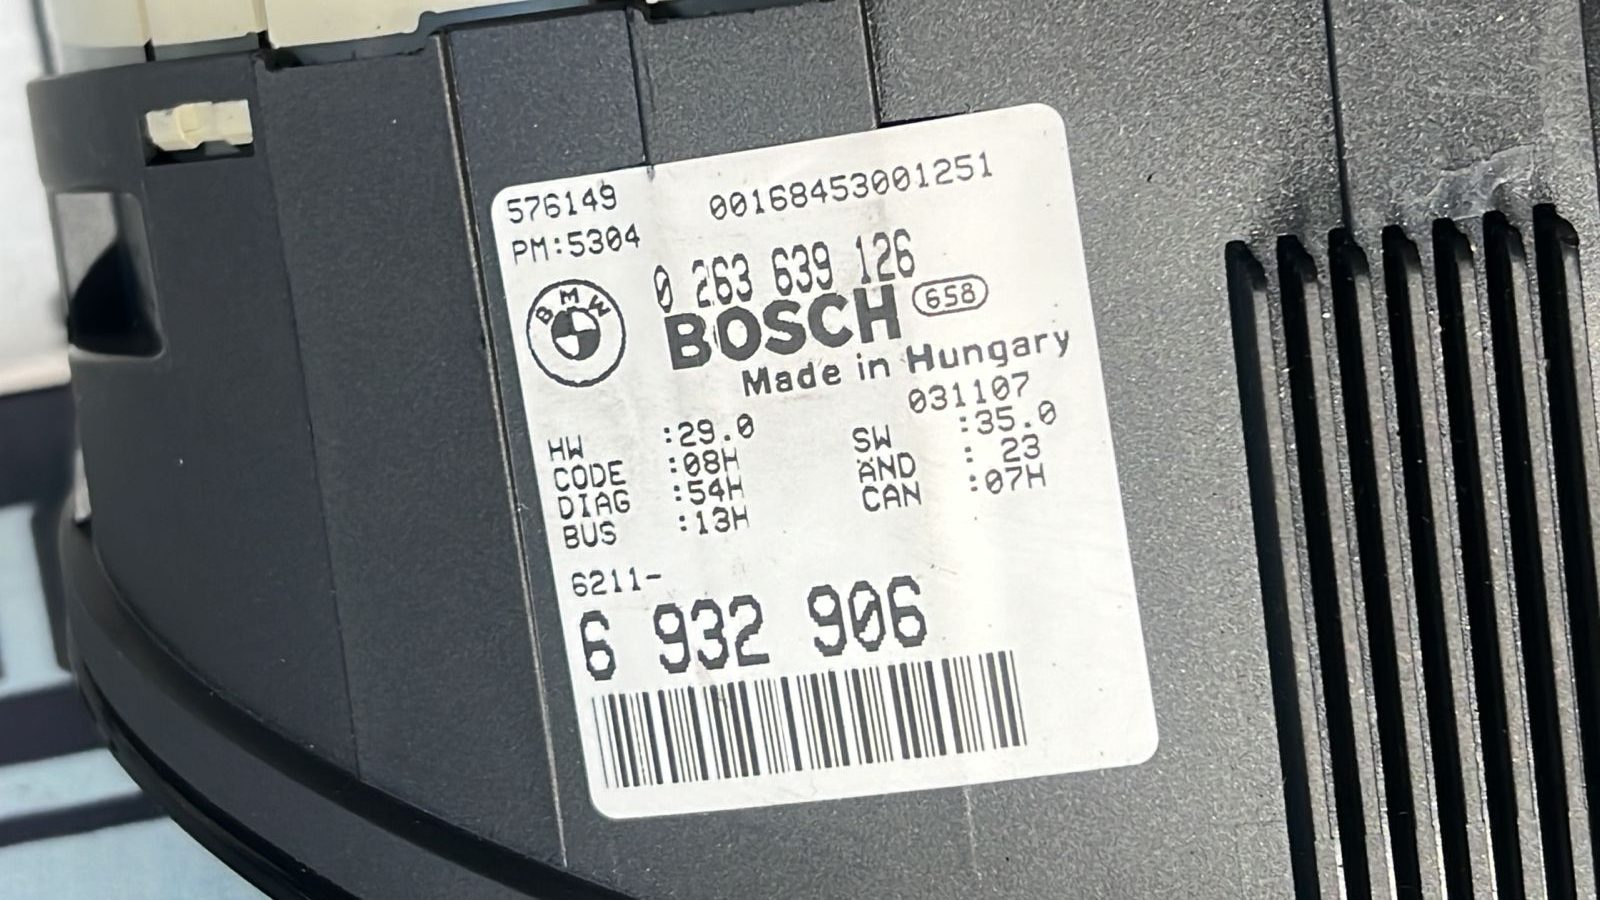 576149 00168453001251
PM:5304
0 263 639 126
BMW
BOSCH 658
Made in Hungary
031107
HW :29.0 SW :35.0
CODE :08H ÄND : 23
DIAG :54H CAN :07H
BUS :13H
6211-
6 932 906